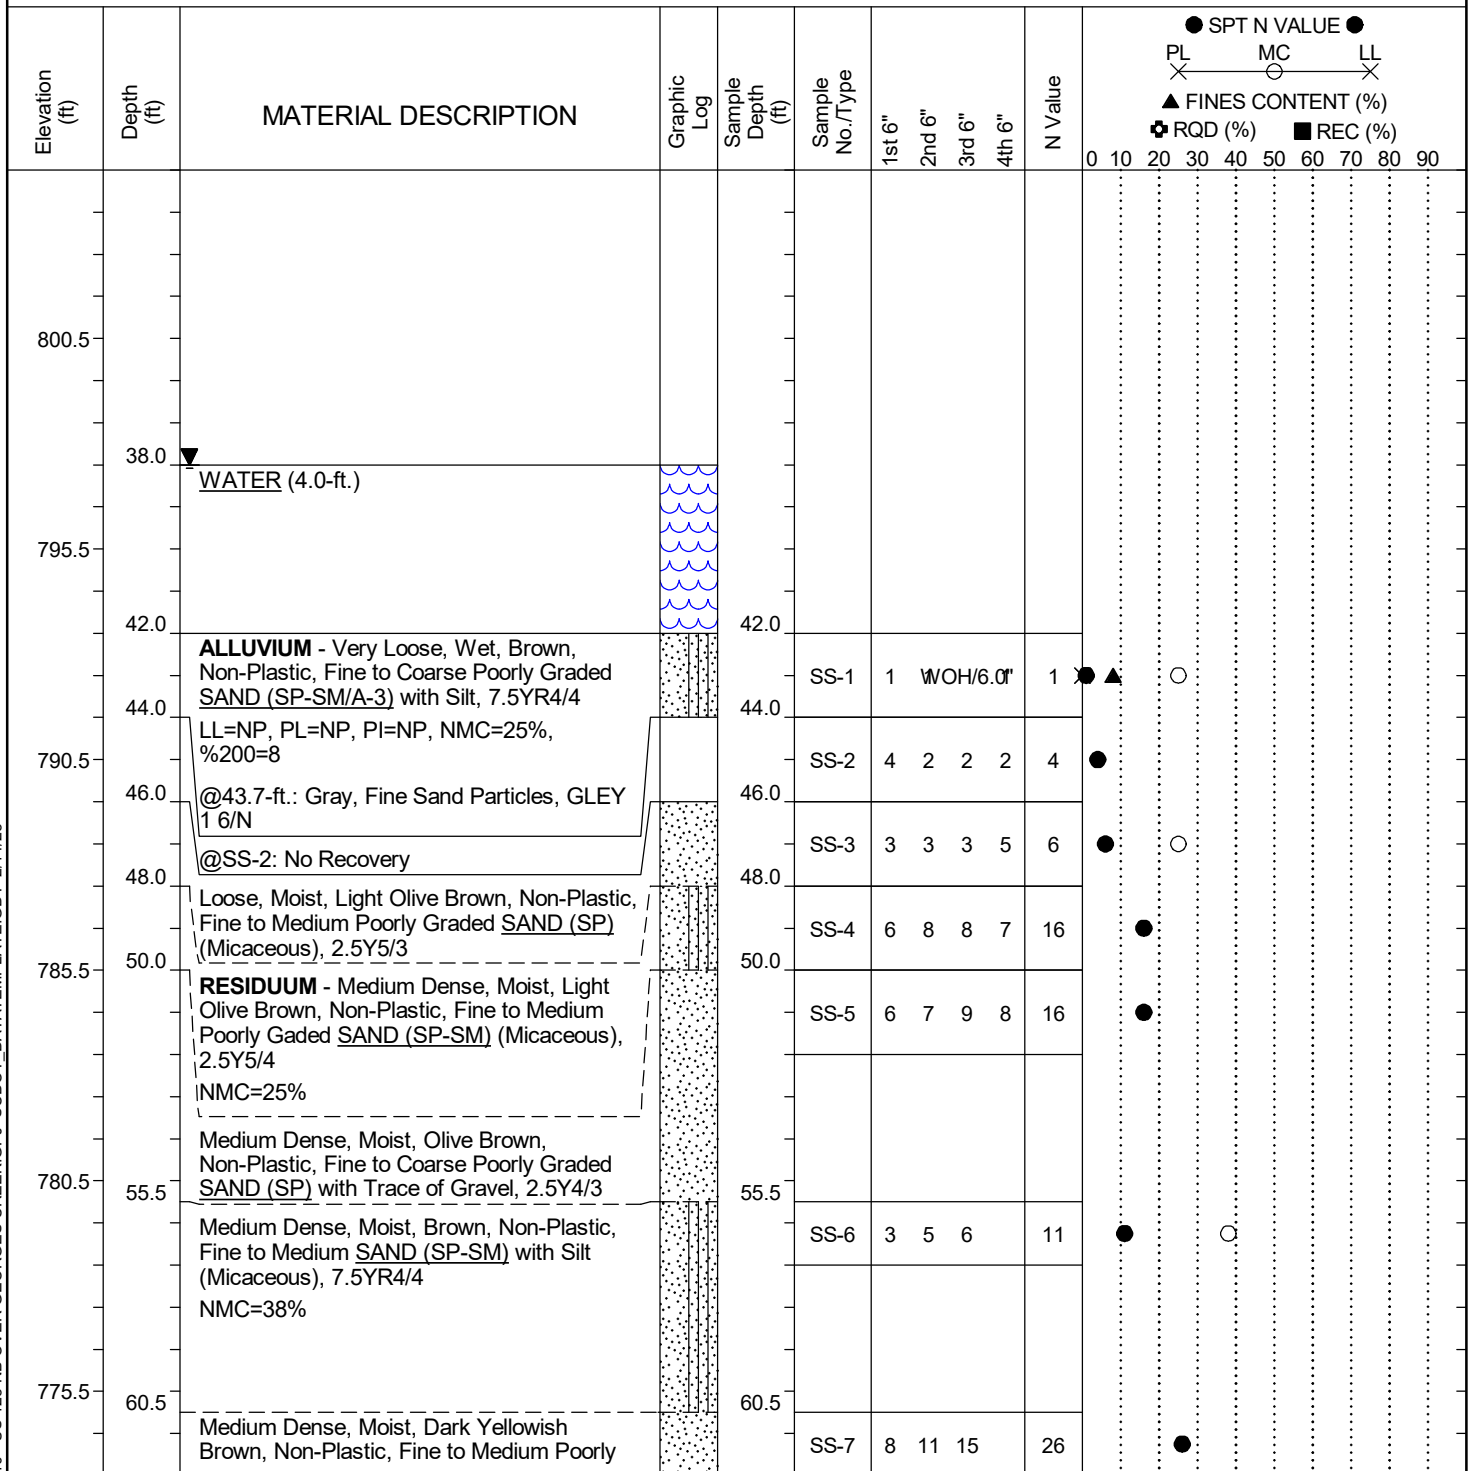 ● SPT N VALUE ●
PL MC LL
▲ FINES CONTENT (%)
RQD (%) ■ REC (%)
Elevation (ft)
Depth (ft)
MATERIAL DESCRIPTION
Graphic Log
Sample Depth (ft)
Sample No./Type
1st 6"
2nd 6"
3rd 6"
4th 6"
N Value
0 10 20 30 40 50 60 70 80 90
800.5
38.0
WATER (4.0-ft.)
795.5
42.0 42.0
ALLUVIUM - Very Loose, Wet, Brown,
Non-Plastic, Fine to Coarse Poorly Graded
SAND (SP-SM/A-3) with Silt, 7.5YR4/4
SS-1 1 WOH/6.0" 1
44.0 44.0
LL=NP, PL=NP, PI=NP, NMC=25%,
%200=8
790.5
SS-2 4 2 2 2 4
46.0 46.0
@43.7-ft.: Gray, Fine Sand Particles, GLEY
1 6/N
@SS-2: No Recovery
SS-3 3 3 3 5 6
48.0 48.0
Loose, Moist, Light Olive Brown, Non-Plastic,
Fine to Medium Poorly Graded SAND (SP)
(Micaceous), 2.5Y5/3
SS-4 6 8 8 7 16
785.5 50.0 50.0
RESIDUUM - Medium Dense, Moist, Light
Olive Brown, Non-Plastic, Fine to Medium
Poorly Gaded SAND (SP-SM) (Micaceous),
2.5Y5/4
NMC=25%
SS-5 6 7 9 8 16
Medium Dense, Moist, Olive Brown,
Non-Plastic, Fine to Coarse Poorly Graded
SAND (SP) with Trace of Gravel, 2.5Y4/3
780.5 55.5 55.5
Medium Dense, Moist, Brown, Non-Plastic,
Fine to Medium SAND (SP-SM) with Silt
(Micaceous), 7.5YR4/4
NMC=38%
SS-6 3 5 6 11
775.5 60.5 60.5
Medium Dense, Moist, Dark Yellowish
Brown, Non-Plastic, Fine to Medium Poorly
SS-7 8 11 15 26